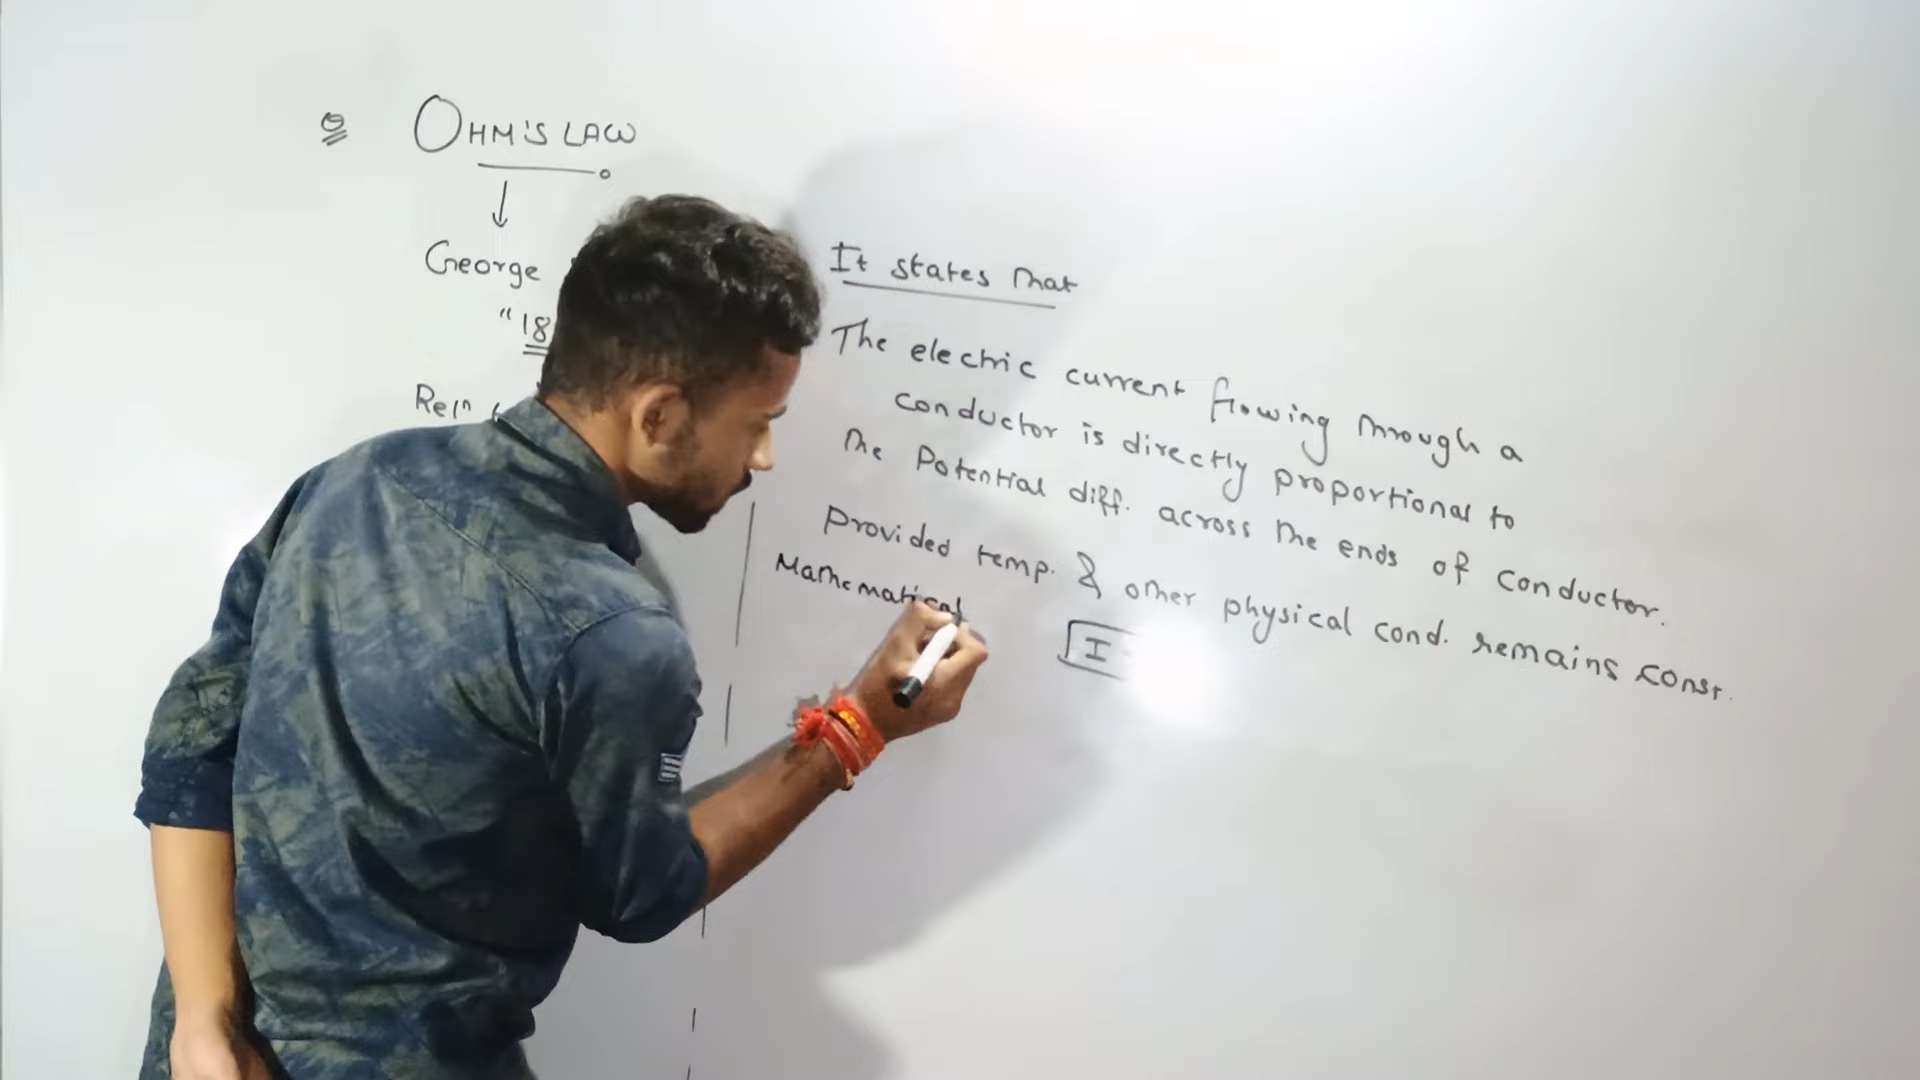 OHM'S LAW
George
"18
Reln
It states that
The electric current flowing through a
conductor is directly proportional to
the Potential diff. across the ends of conductor.
Provided temp. & other physical cond. remains const.
Mathematical
I